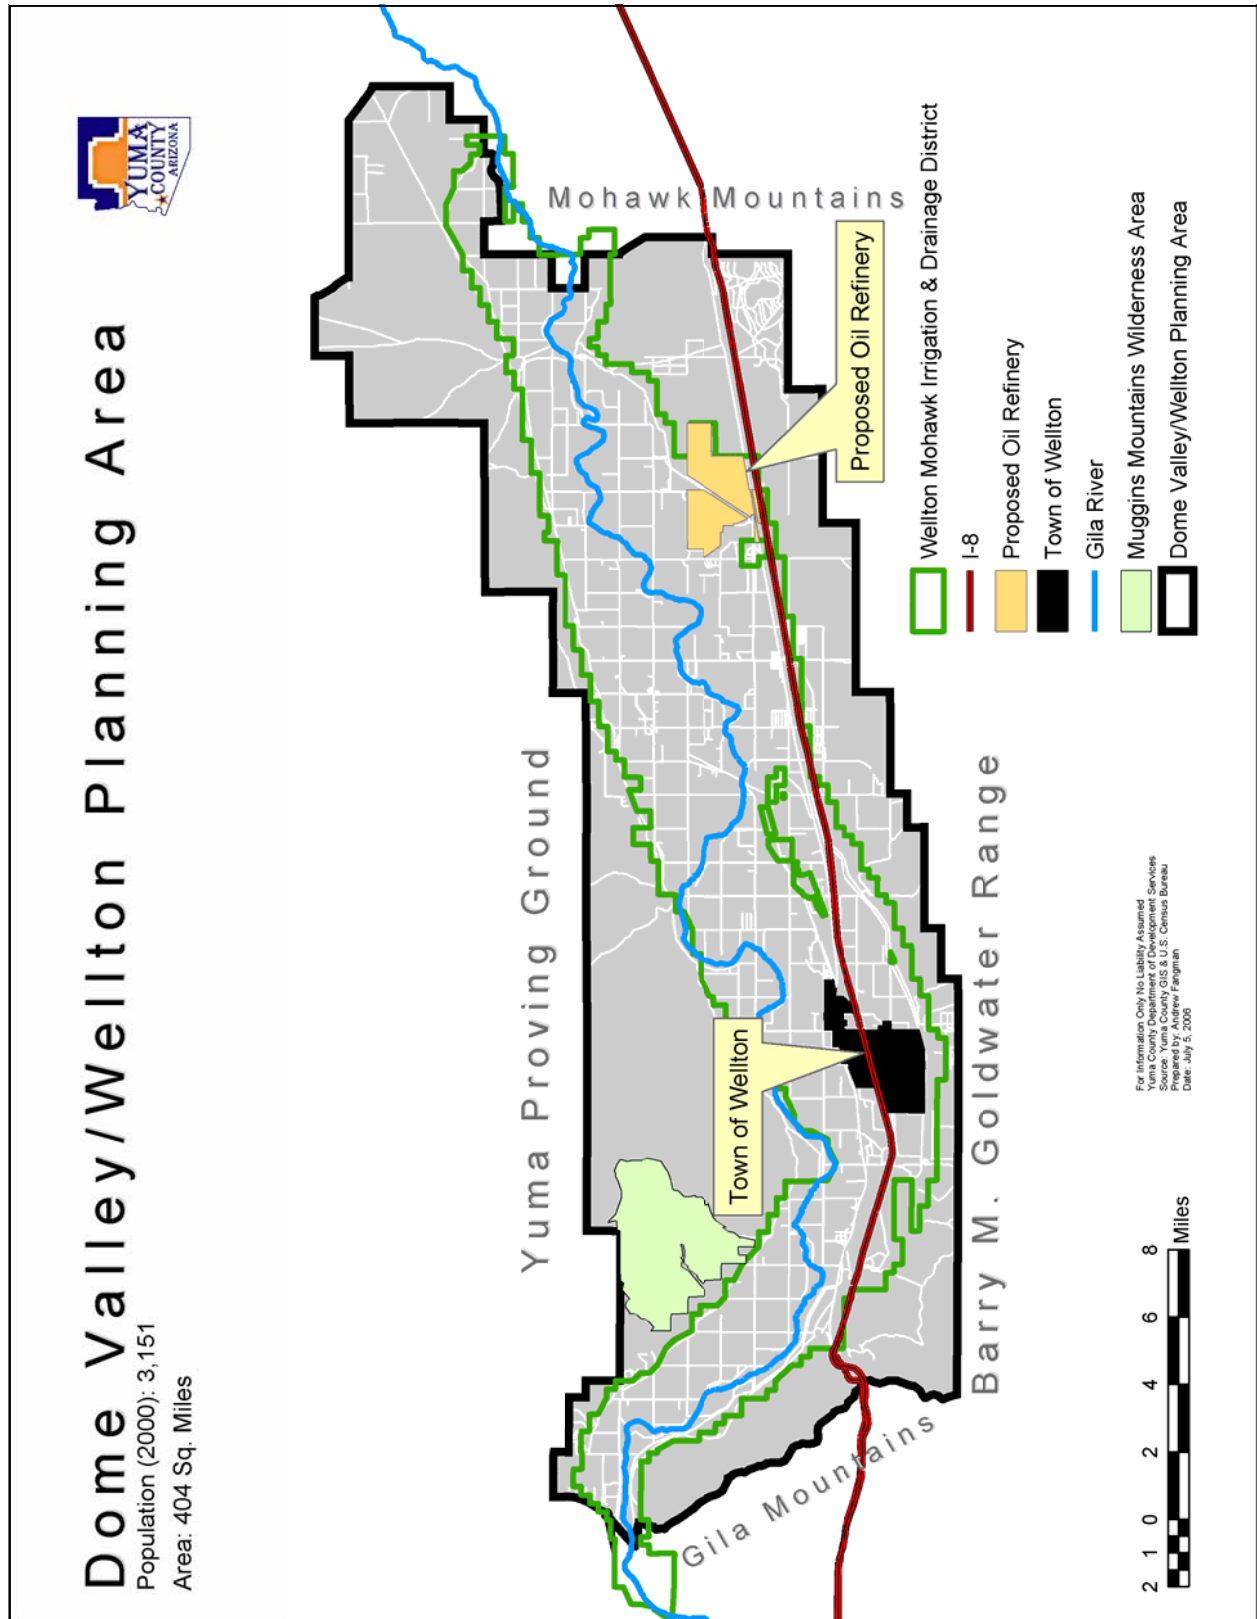 Dome Valley/Wellton Planning Area
Population (2000): 3,151
Area: 404 Sq. Miles
YUMA
COUNTY
ARIZONA
Yuma Proving Ground
Mohawk Mountains
Town of Wellton
Proposed Oil Refinery
Gila Mountains
Barry M. Goldwater Range
Wellton Mohawk Irrigation & Drainage District
I-8
Proposed Oil Refinery
Town of Wellton
Gila River
Muggins Mountains Wilderness Area
Dome Valley/Wellton Planning Area
2 1 0 2 4 6 8
Miles
For Information Only No Liability Assumed
Yuma County Department of Development Services
Source: Yuma County GIS & U.S. Census Bureau
Prepared by: Andrew Fangman
Date: July 5, 2006